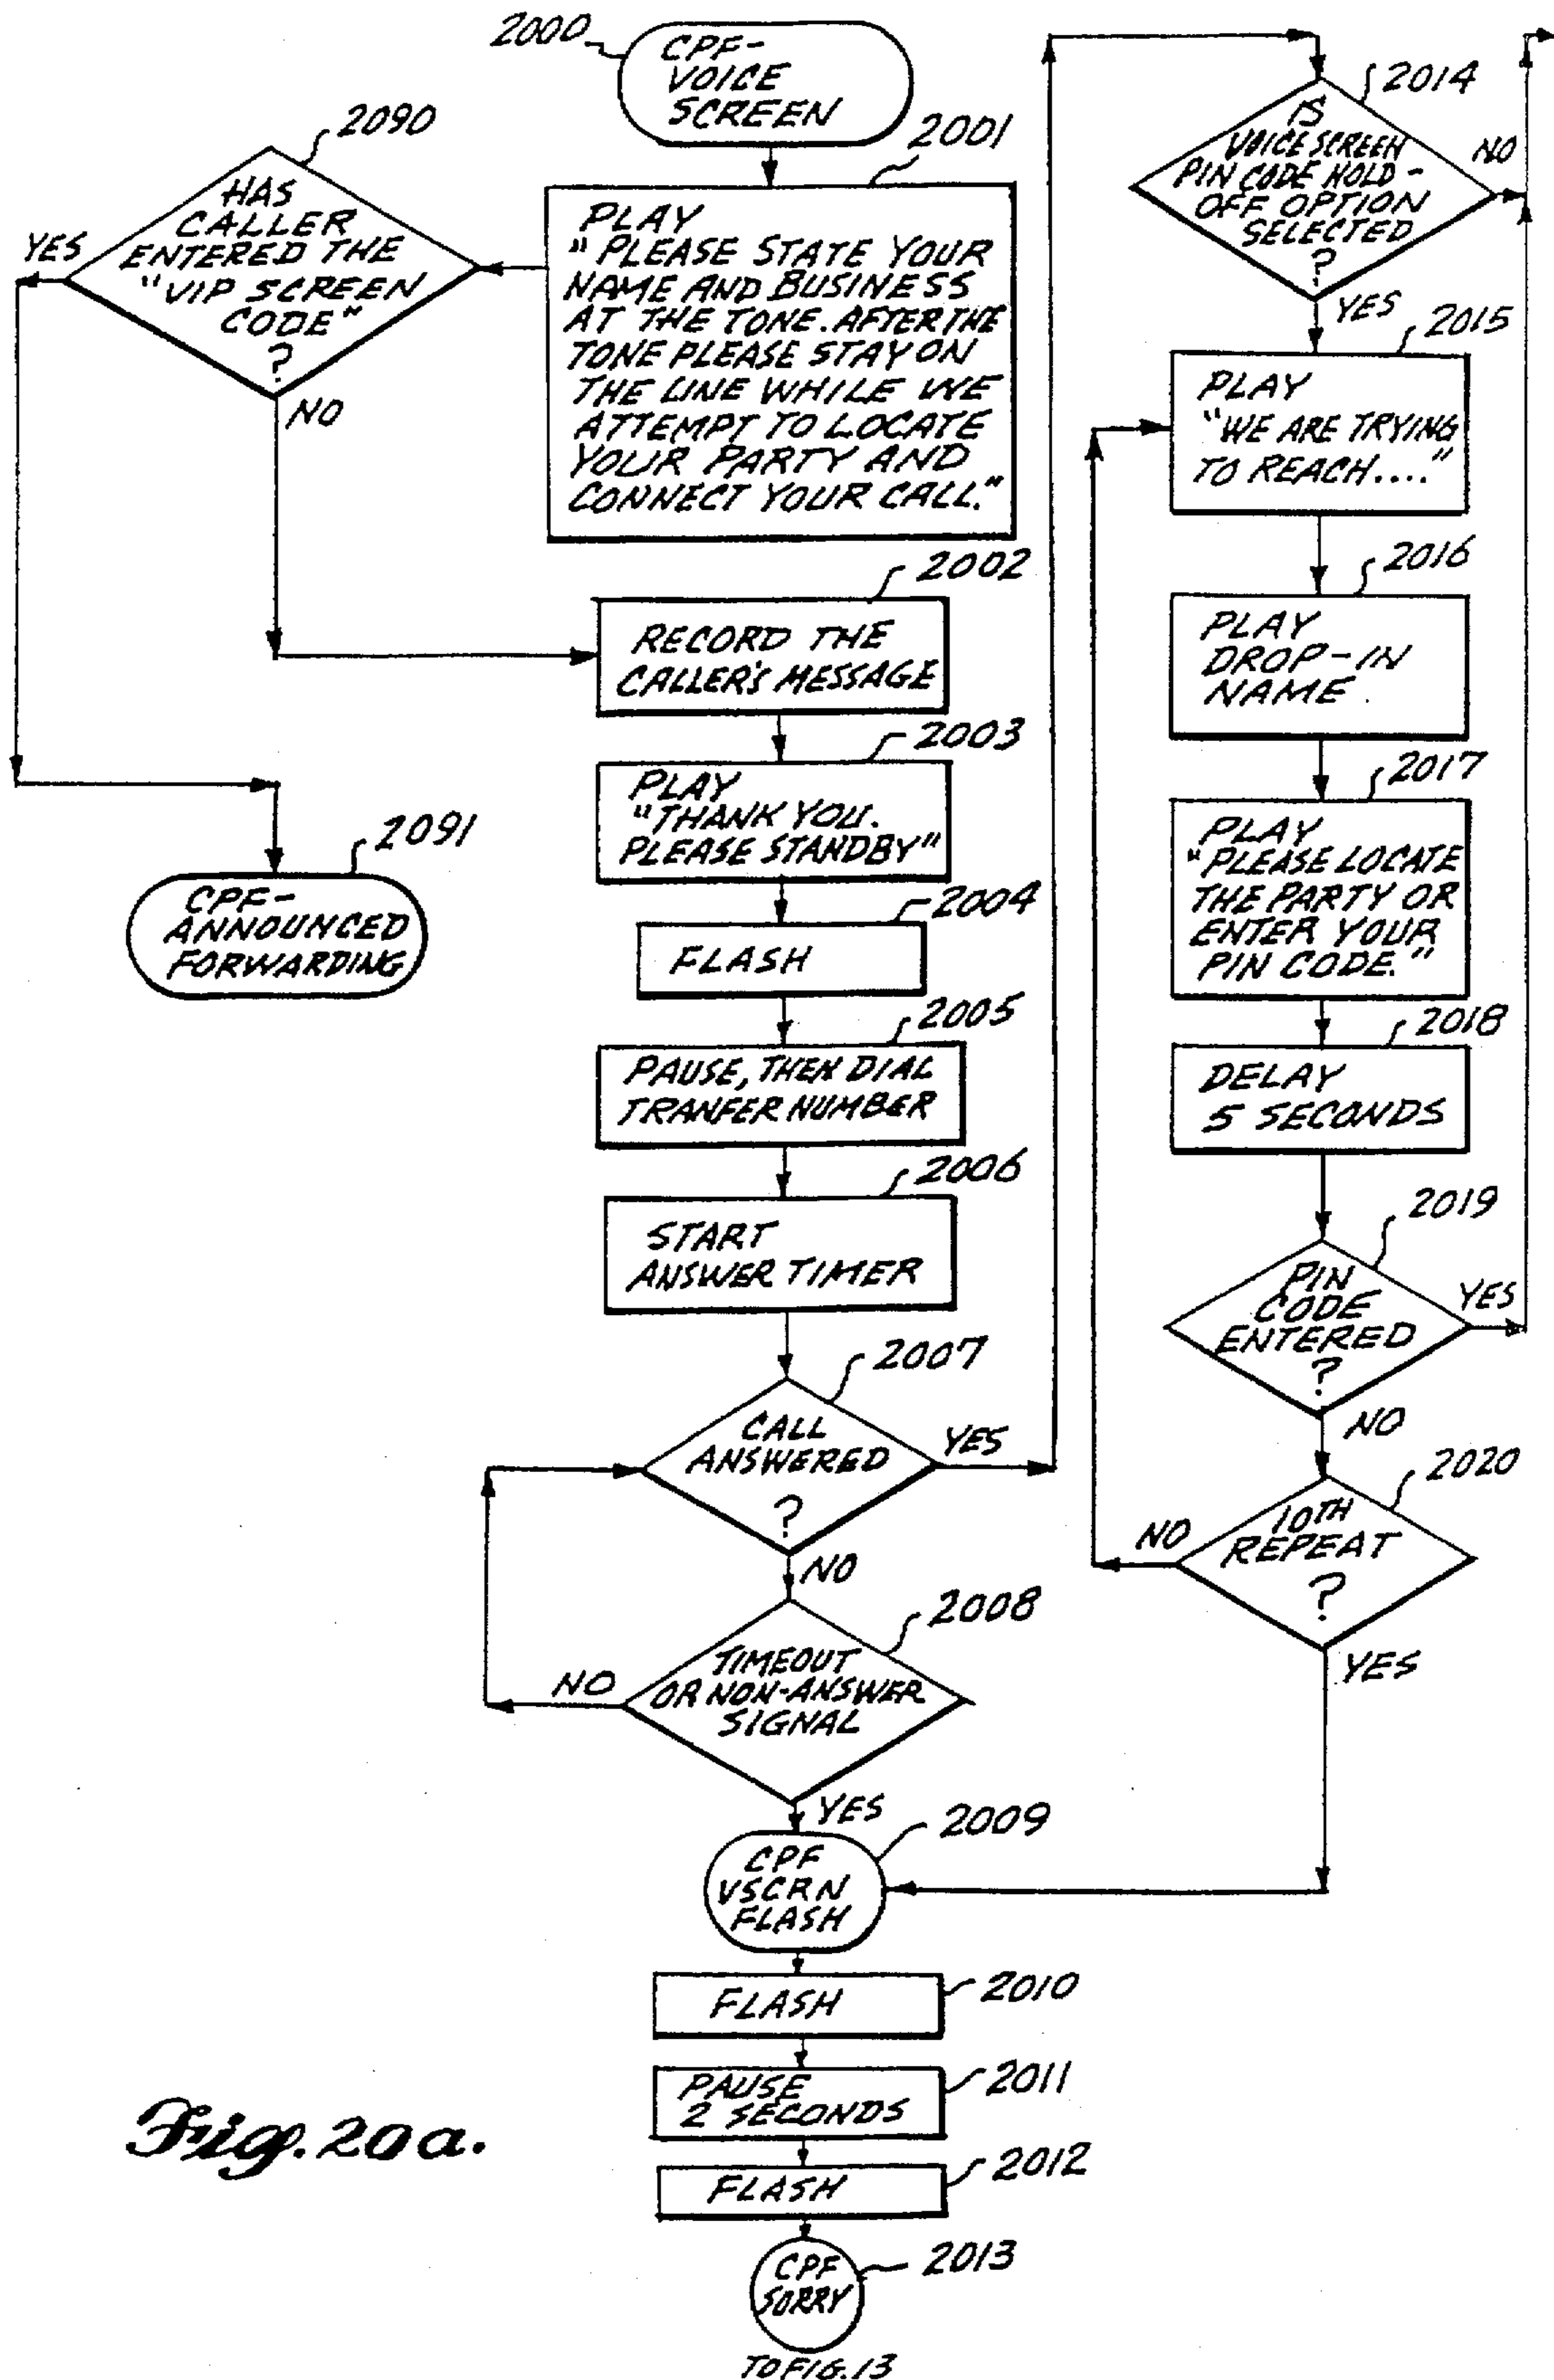 2000
CPF-
VOICE
SCREEN
2090
HAS
CALLER
ENTERED THE
"VIP SCREEN
CODE"
?
YES
NO
2001
PLAY
"PLEASE STATE YOUR
NAME AND BUSINESS
AT THE TONE. AFTER THE
TONE PLEASE STAY ON
THE LINE WHILE WE
ATTEMPT TO LOCATE
YOUR PARTY AND
CONNECT YOUR CALL."
2091
CPF-
ANNOUNCED
FORWARDING
2002
RECORD THE
CALLER'S MESSAGE
2003
PLAY
"THANK YOU.
PLEASE STANDBY"
2004
FLASH
2005
PAUSE, THEN DIAL
TRANFER NUMBER
2006
START
ANSWER TIMER
2007
CALL
ANSWERED
?
YES
NO
2008
TIMEOUT
OR NON-ANSWER
SIGNAL
NO
YES
2009
CPF
VSCRN
FLASH
2010
FLASH
2011
PAUSE
2 SECONDS
2012
FLASH
2013
CPF
SORRY
TO FIG. 13
2014
IS
VOICE SCREEN
PIN CODE HOLD-
OFF OPTION
SELECTED
?
NO
YES
2015
PLAY
"WE ARE TRYING
TO REACH...."
2016
PLAY
DROP-IN
NAME
2017
PLAY
"PLEASE LOCATE
THE PARTY OR
ENTER YOUR
PIN CODE."
2018
DELAY
5 SECONDS
2019
PIN
CODE
ENTERED
?
YES
NO
2020
10TH
REPEAT
?
NO
YES
Fig. 20a.